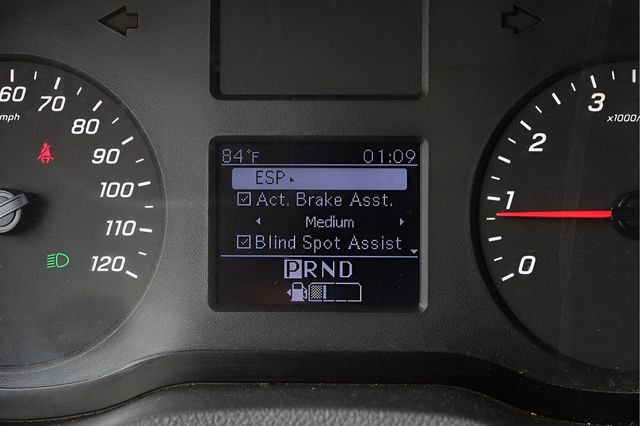 84°F 01:09
ESP
Act. Brake Asst.
Medium
Blind Spot Assist
PRND
60
70
80
90
100
110
120
mph
3
2
1
0
x1000/